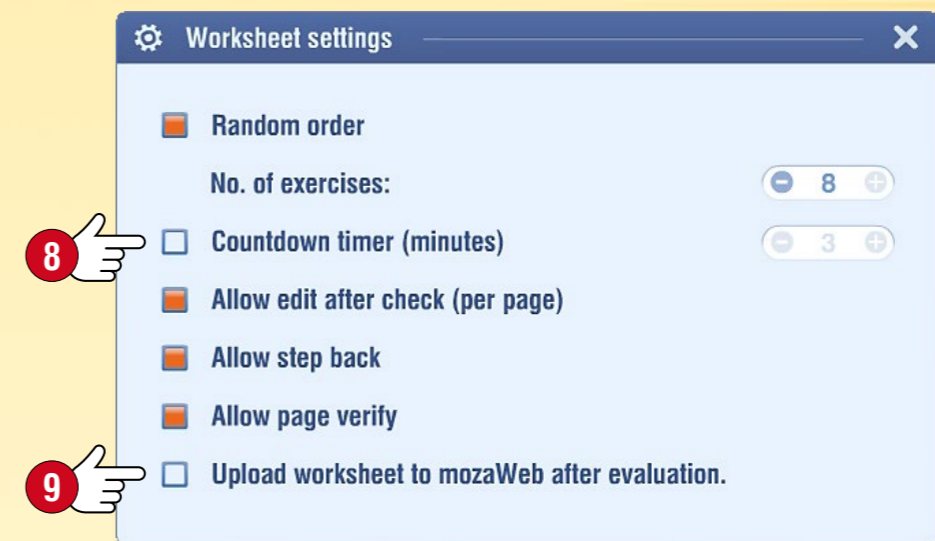 Worksheet settings
Random order
No. of exercises: 8
8 Countdown timer (minutes) 3
Allow edit after check (per page)
Allow step back
Allow page verify
9 Upload worksheet to mozaWeb after evaluation.